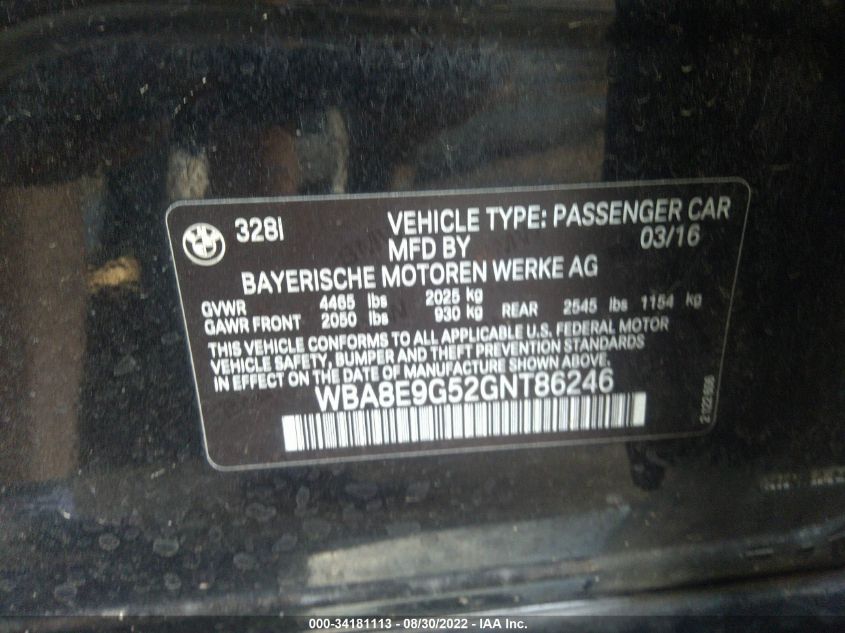 328I
VEHICLE TYPE: PASSENGER CAR
MFD BY
03/16
BAYERISCHE MOTOREN WERKE AG
GVWR 4465 lbs 2025 kg
GAWR FRONT 2050 lbs 930 kg REAR 2545 lbs 1154 kg
THIS VEHICLE CONFORMS TO ALL APPLICABLE U.S. FEDERAL MOTOR
VEHICLE SAFETY, BUMPER AND THEFT PREVENTION STANDARDS
IN EFFECT ON THE DATE OF MANUFACTURE SHOWN ABOVE.
WBA8E9G52GNT86246
000-34181113 - 08/30/2022 - IAA Inc.